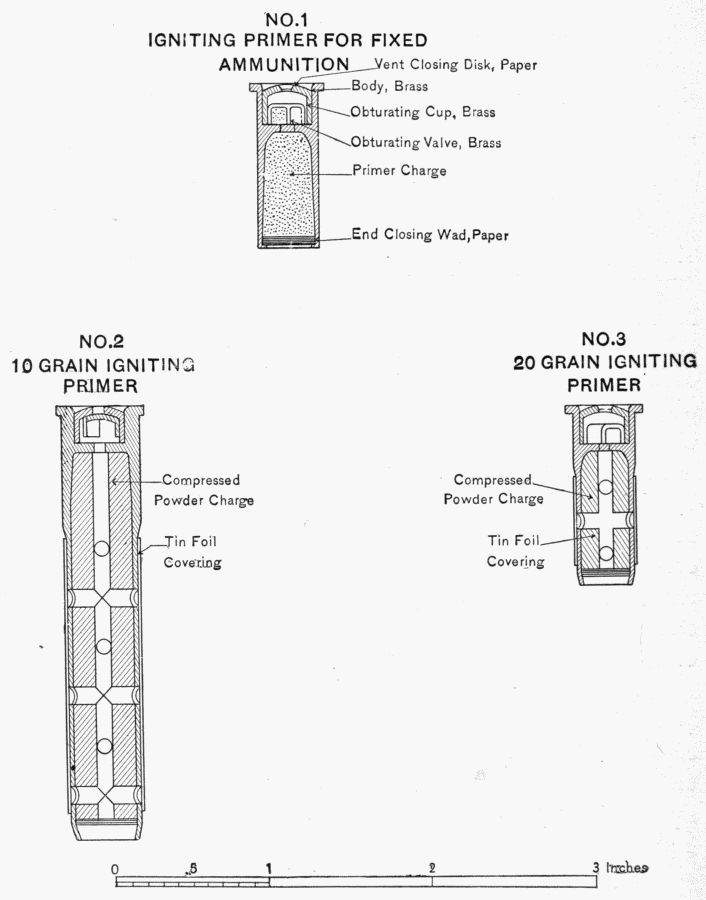 NO.1
IGNITING PRIMER FOR FIXED
AMMUNITION
Vent Closing Disk, Paper
Body, Brass
Obturating Cup, Brass
Obturating Valve, Brass
Primer Charge
End Closing Wad, Paper
NO.2
10 GRAIN IGNITING
PRIMER
Compressed
Powder Charge
Tin Foil
Covering
NO.3
20 GRAIN IGNITING
PRIMER
Compressed
Powder Charge
Tin Foil
Covering
0 .5 1 2 3 Inches